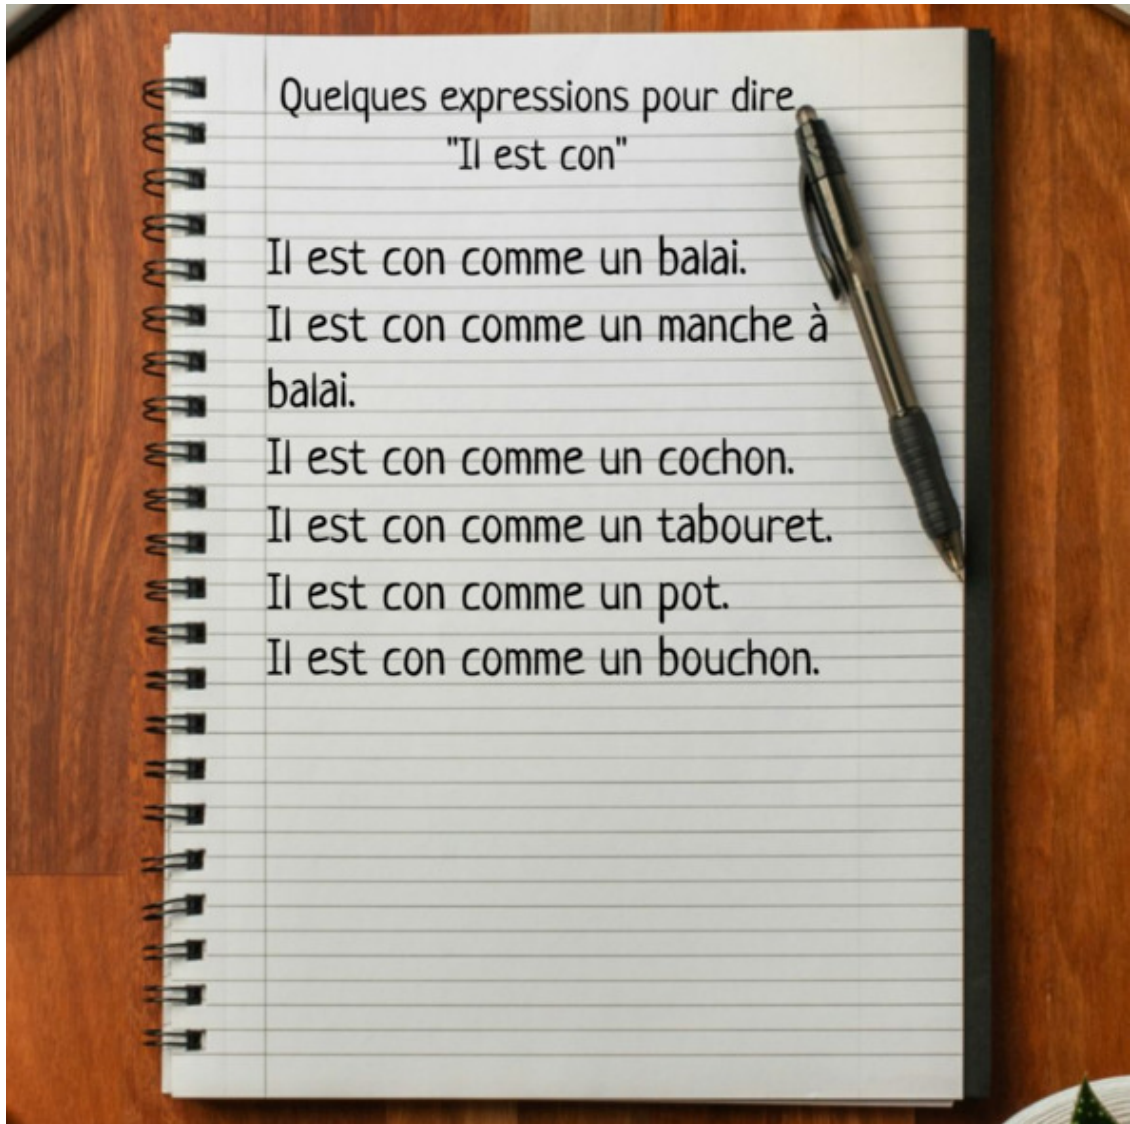 Quelques expressions pour dire
"Il est con"
Il est con comme un balai.
Il est con comme un manche à
balai.
Il est con comme un cochon.
Il est con comme un tabouret.
Il est con comme un pot.
Il est con comme un bouchon.